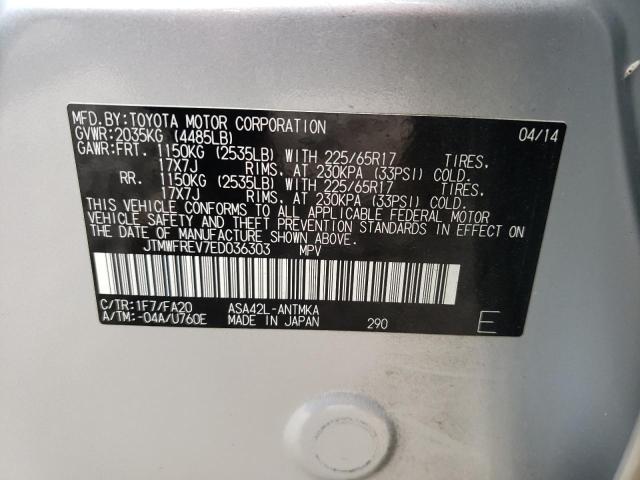 MFD.BY:TOYOTA MOTOR CORPORATION 04/14
GVWR:2035KG (4485LB)
GAWR:FRT. 1150KG (2535LB) WITH 225/65R17 TIRES.
17X7J RIMS. AT 230KPA (33PSI) COLD.
RR. 1150KG (2535LB) WITH 225/65R17 TIRES.
17X7J RIMS. AT 230KPA (33PSI) COLD.
THIS VEHICLE CONFORMS TO ALL APPLICABLE FEDERAL MOTOR
VEHICLE SAFETY AND THEFT PREVENTION STANDARDS IN EFFECT ON
THE DATE OF MANUFACTURE SHOWN ABOVE.
JTMWFREV7ED036303 MPV
C/TR:1F7/FA20 ASA42L-ANTMKA
A/TM:-04A/U760E MADE IN JAPAN 290 E